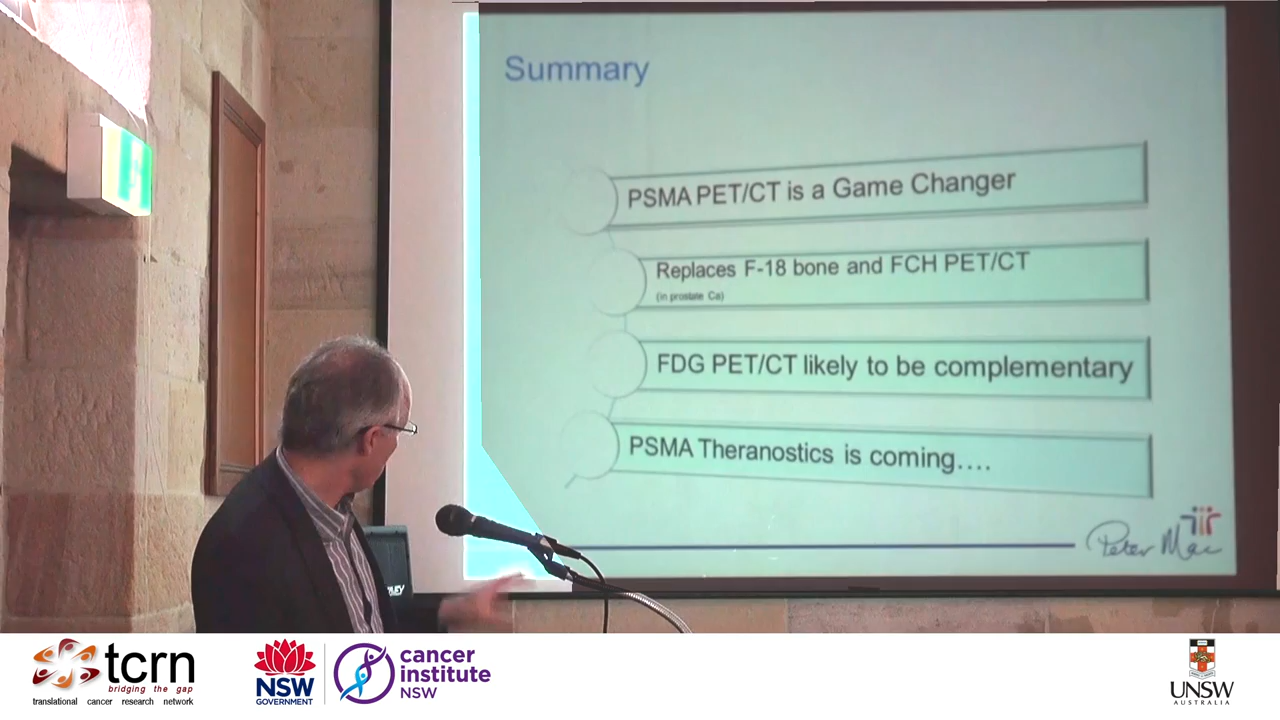 Summary
PSMA PET/CT is a Game Changer
Replaces F-18 bone and FCH PET/CT
(in prostate Ca)
FDG PET/CT likely to be complementary
PSMA Theranostics is coming....
Peter Mac
tcrn
bridging the gap
translational cancer research network
NSW
GOVERNMENT
cancer
institute
NSW
UNSW
AUSTRALIA